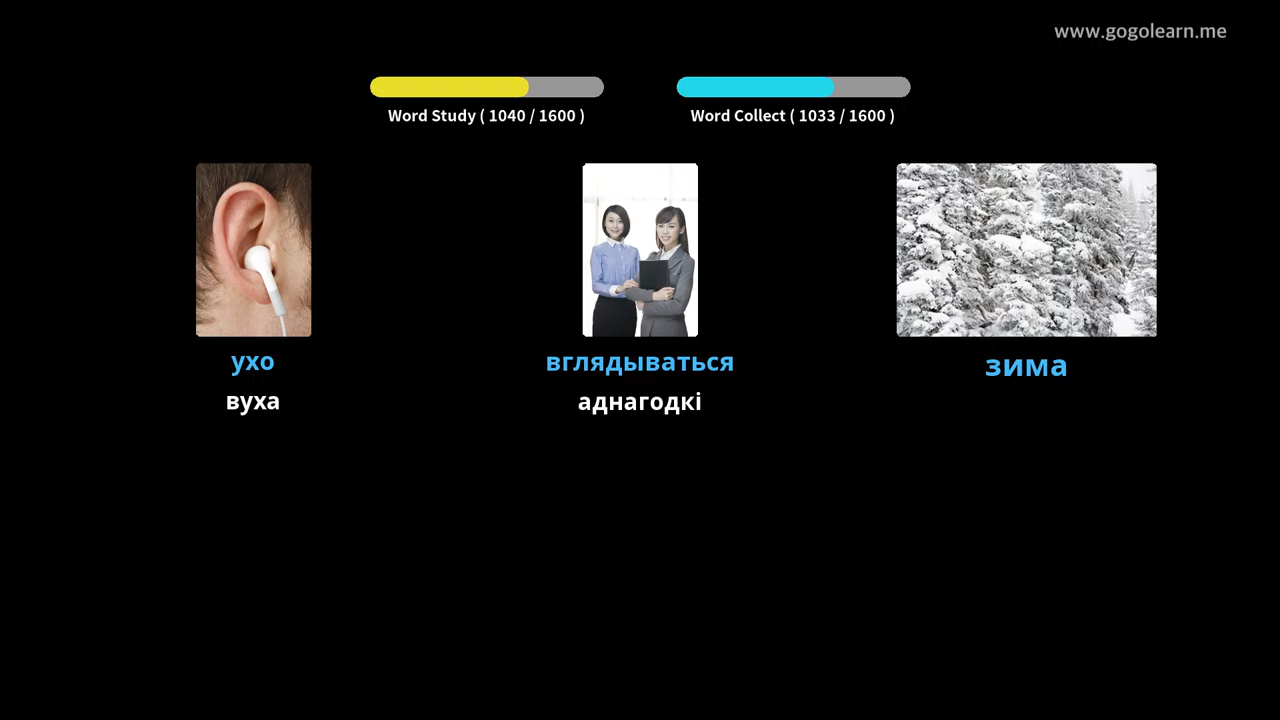 www.gogolearn.me
Word Study ( 1040 / 1600 )
Word Collect ( 1033 / 1600 )
ухо
вглядываться
зима
вуха
аднагодкі